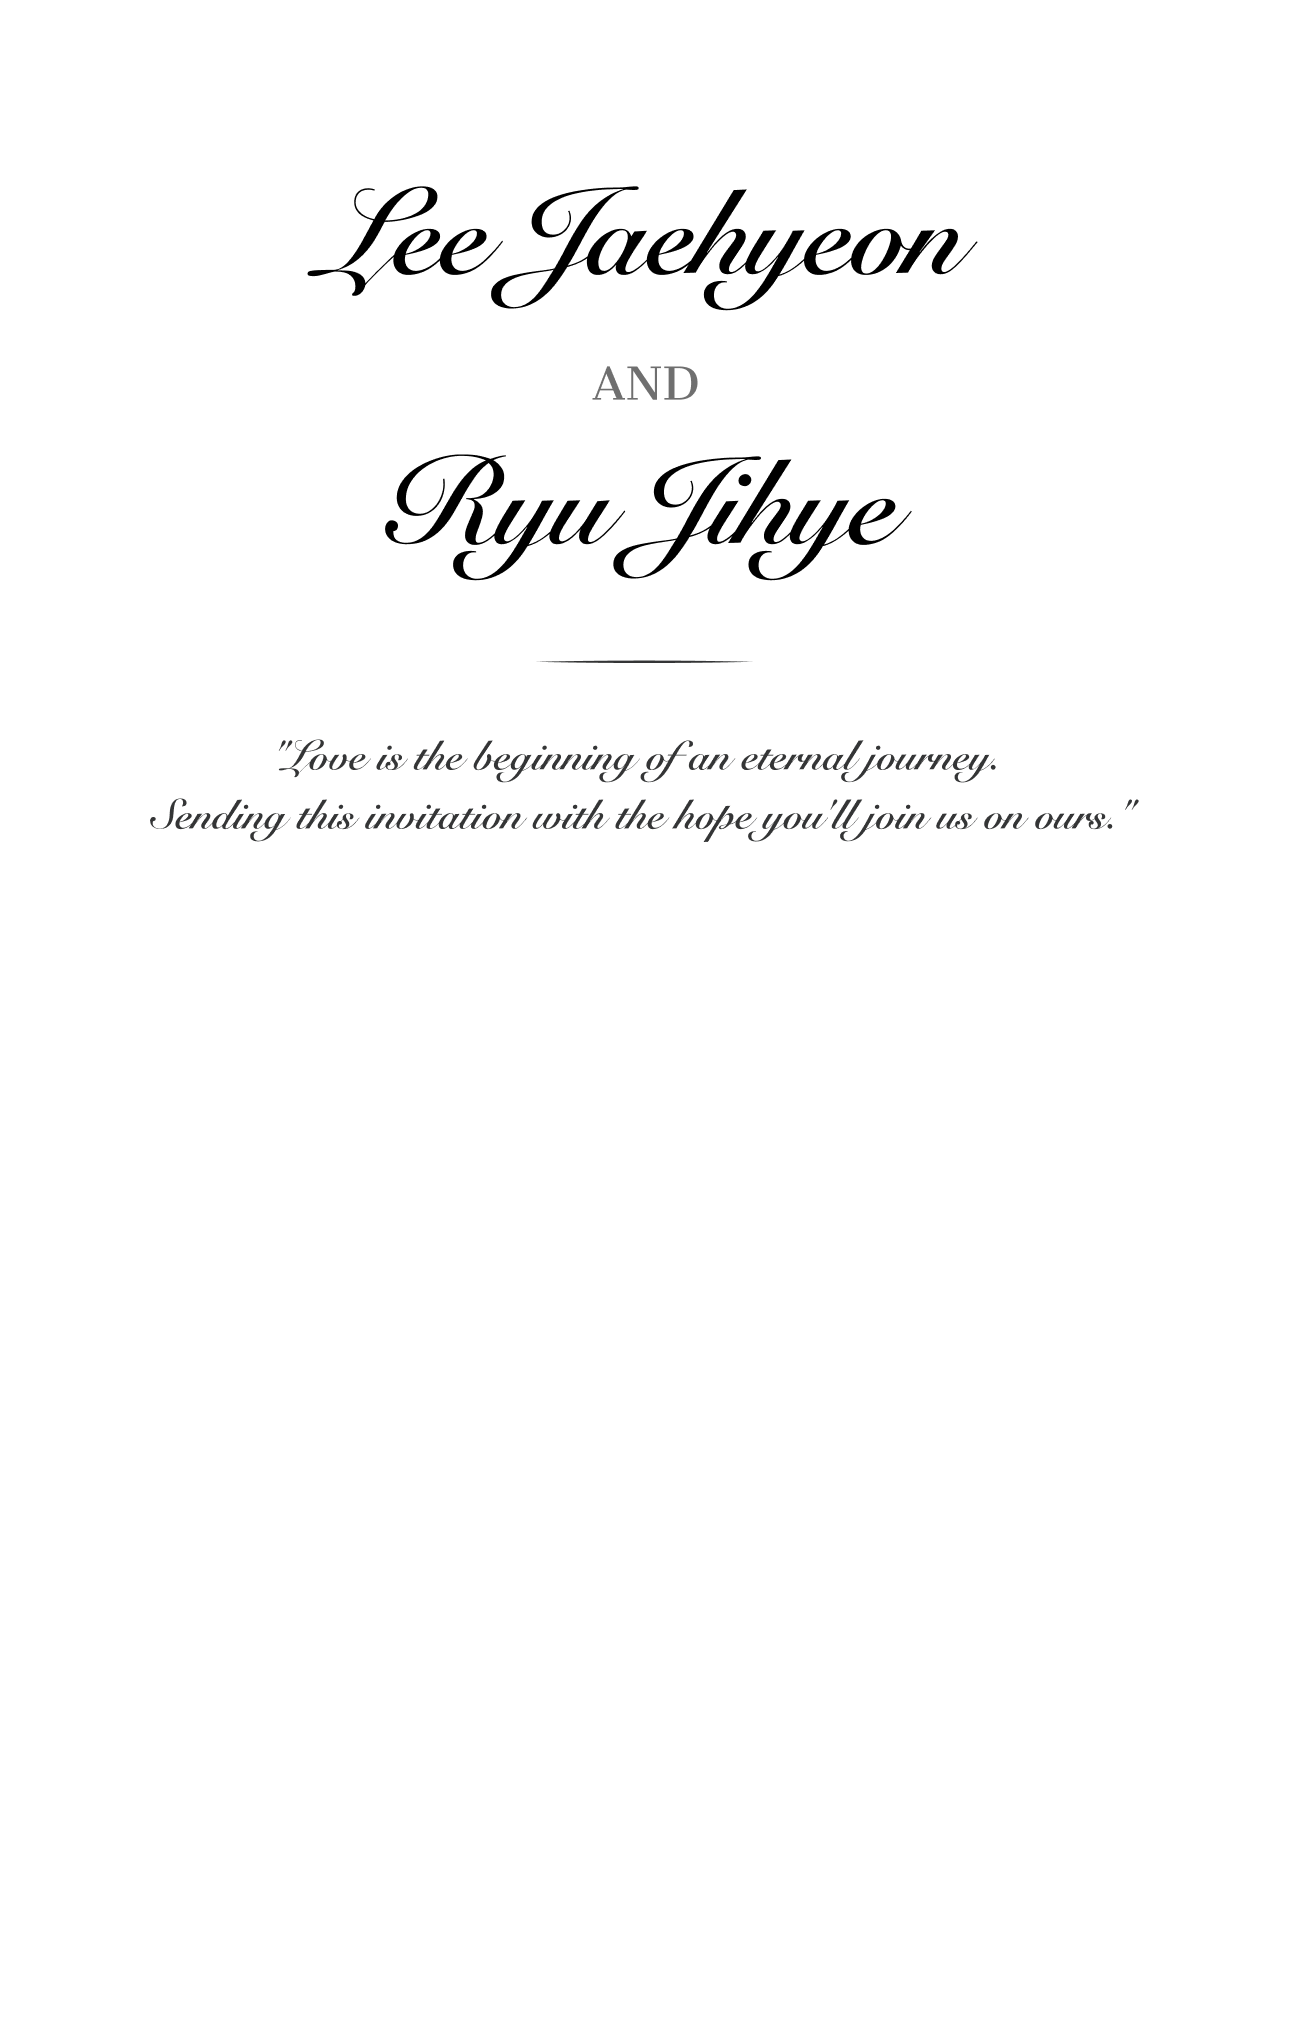 Lee Jaehyeon
AND
Ryu Jihye
"Love is the beginning of an eternal journey.
Sending this invitation with the hope you'll join us on ours."